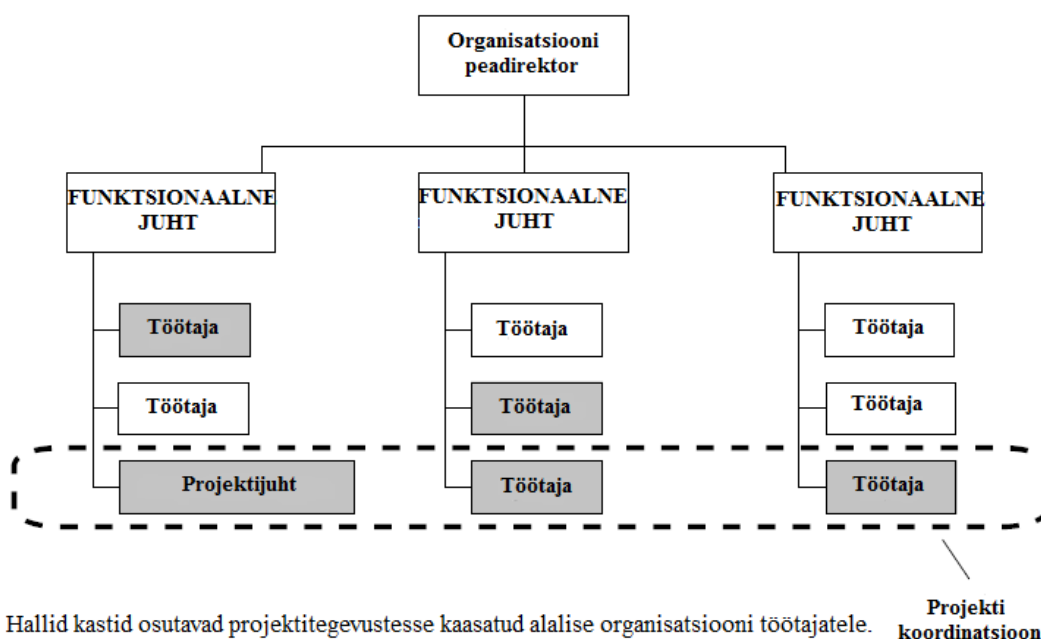 Organisatsiooni
peadirektor
FUNKTSIONAALNE
JUHT
FUNKTSIONAALNE
JUHT
FUNKTSIONAALNE
JUHT
Töötaja
Töötaja
Töötaja
Töötaja
Töötaja
Töötaja
Projektijuht
Töötaja
Töötaja
Hallid kastid osutavad projektitegevustesse kaasatud alalise organisatsiooni töötajatele.
Projekti
koordinatsioon